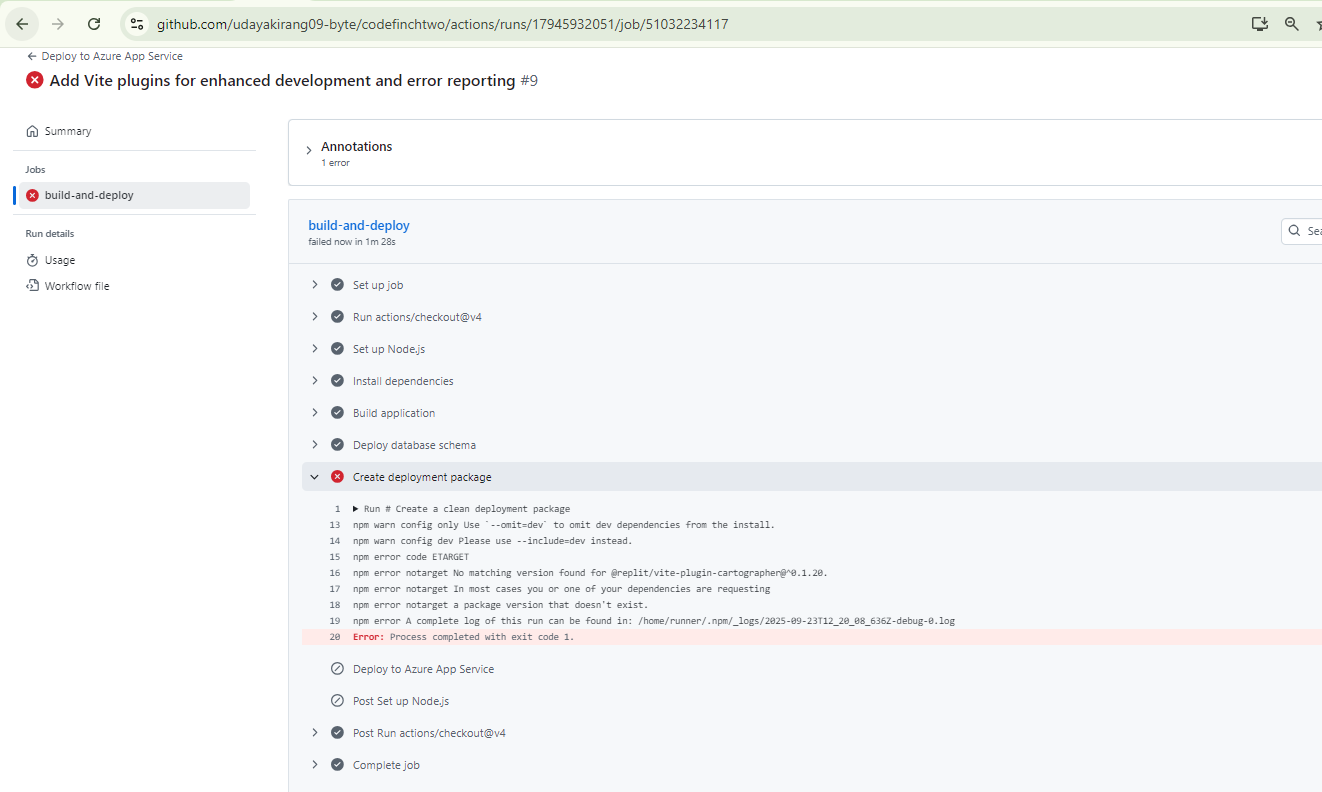 github.com/udayakirang09-byte/codefinchtwo/actions/runs/17945932051/job/51032234117
← Deploy to Azure App Service
Add Vite plugins for enhanced development and error reporting #9
Summary
Jobs
build-and-deploy
Run details
Usage
Workflow file
Annotations
1 error
build-and-deploy
failed now in 1m 28s
Sea
Set up job
Run actions/checkout@v4
Set up Node.js
Install dependencies
Build application
Deploy database schema
Create deployment package
1 ▶ Run # Create a clean deployment package
13 npm warn config only Use `--omit=dev` to omit dev dependencies from the install.
14 npm warn config dev Please use --include=dev instead.
15 npm error code ETARGET
16 npm error notarget No matching version found for @replit/vite-plugin-cartographer@^0.1.20.
17 npm error notarget In most cases you or one of your dependencies are requesting
18 npm error notarget a package version that doesn't exist.
19 npm error A complete log of this run can be found in: /home/runner/.npm/_logs/2025-09-23T12_20_08_636Z-debug-0.log
20 Error: Process completed with exit code 1.
Deploy to Azure App Service
Post Set up Node.js
Post Run actions/checkout@v4
Complete job